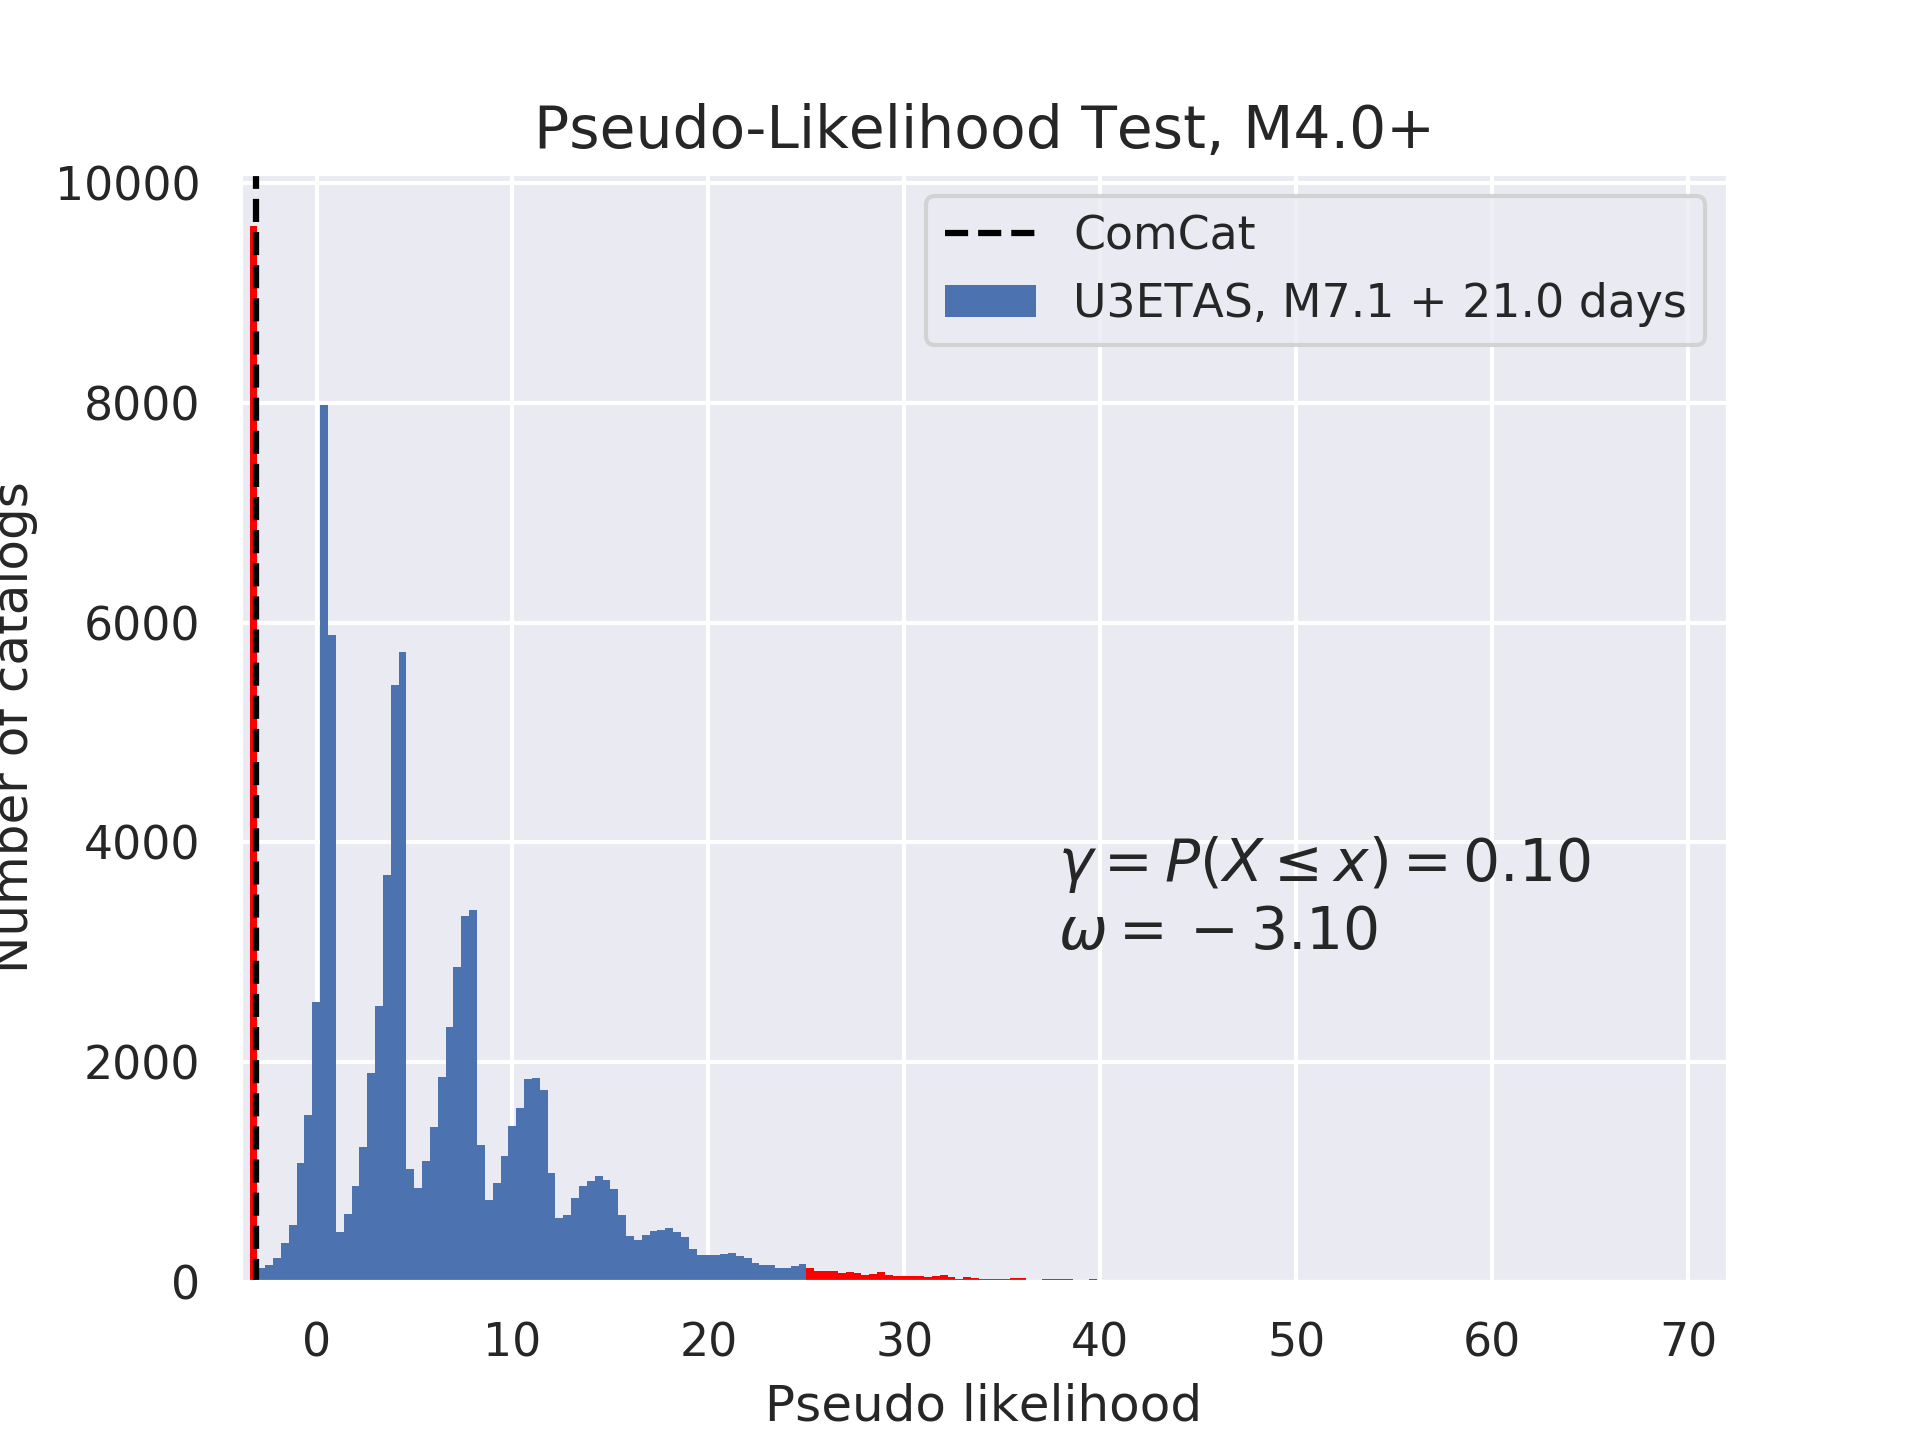 Pseudo-Likelihood Test, M4.0+
10000
8000
6000
4000
2000
0
Number of catalogs
ComCat
U3ETAS, M7.1 + 21.0 days
γ = P(X ≤ x) = 0.10
ω = − 3.10
0 10 20 30 40 50 60 70
Pseudo likelihood